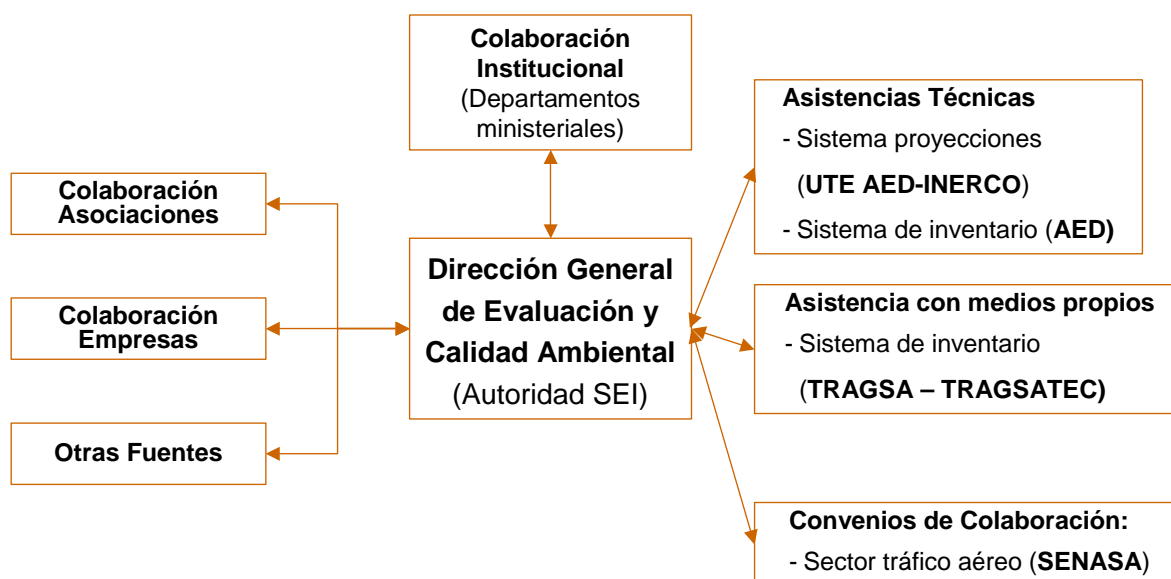 Colaboración
Institucional
(Departamentos
ministeriales)
Colaboración
Asociaciones
Colaboración
Empresas
Otras Fuentes
Dirección General
de Evaluación y
Calidad Ambiental
(Autoridad SEI)
Asistencias Técnicas
- Sistema proyecciones
(UTE AED-INERCO)
- Sistema de inventario (AED)
Asistencia con medios propios
- Sistema de inventario
(TRAGSA – TRAGSATEC)
Convenios de Colaboración:
- Sector tráfico aéreo (SENASA)